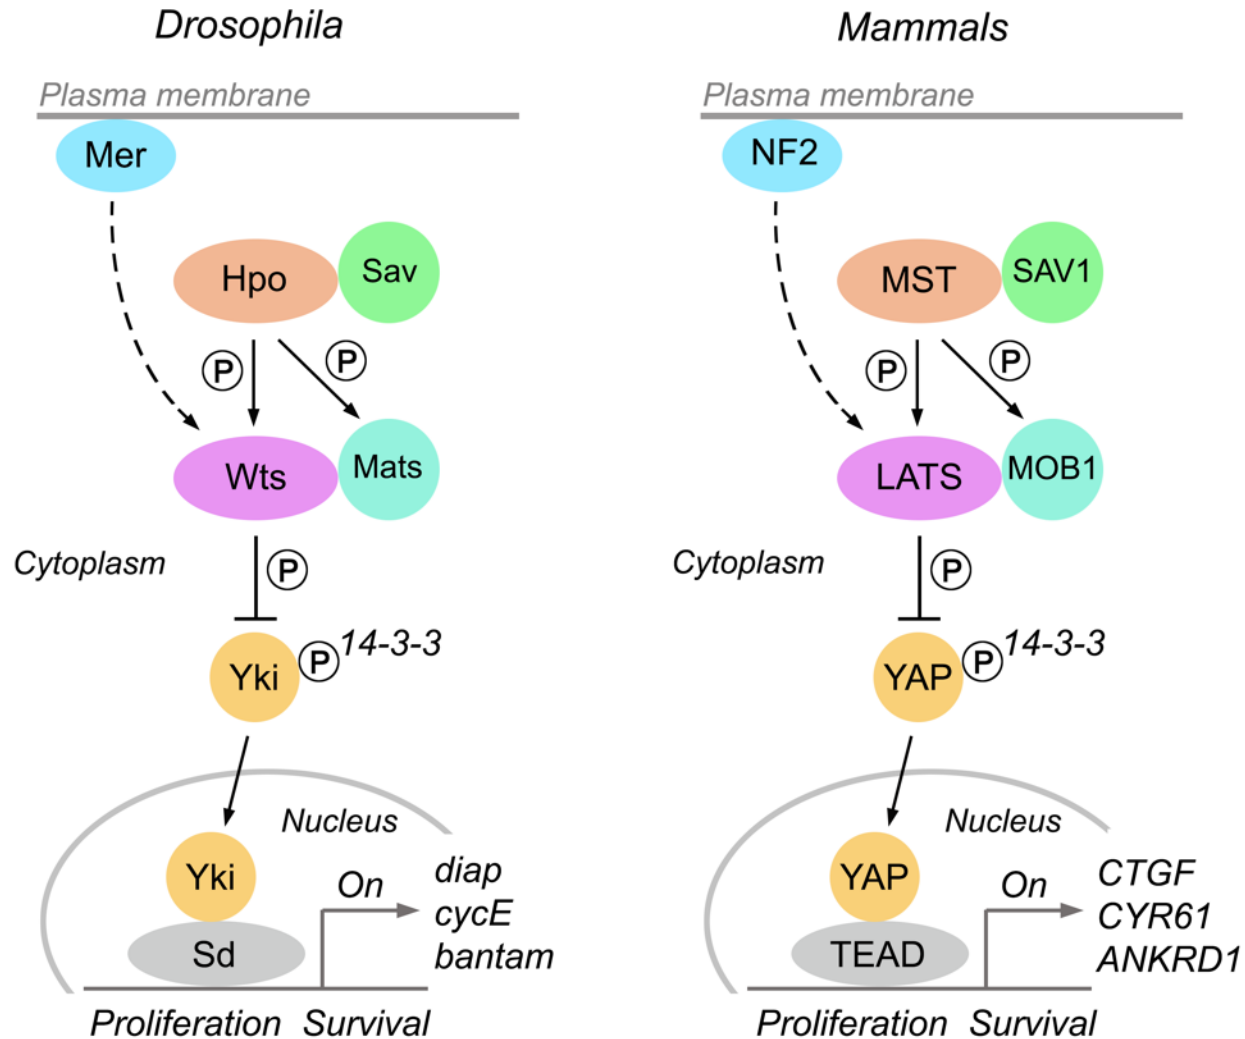 Drosophila
Plasma membrane
Mer
Hpo
Sav
P
P
Wts
Mats
Cytoplasm
P
Yki
P
14-3-3
Nucleus
Yki
On
diap
cycE
bantam
Sd
Proliferation Survival
Mammals
Plasma membrane
NF2
MST
SAV1
P
P
LATS
MOB1
Cytoplasm
P
YAP
P
14-3-3
Nucleus
YAP
On
CTGF
CYR61
ANKRD1
TEAD
Proliferation Survival